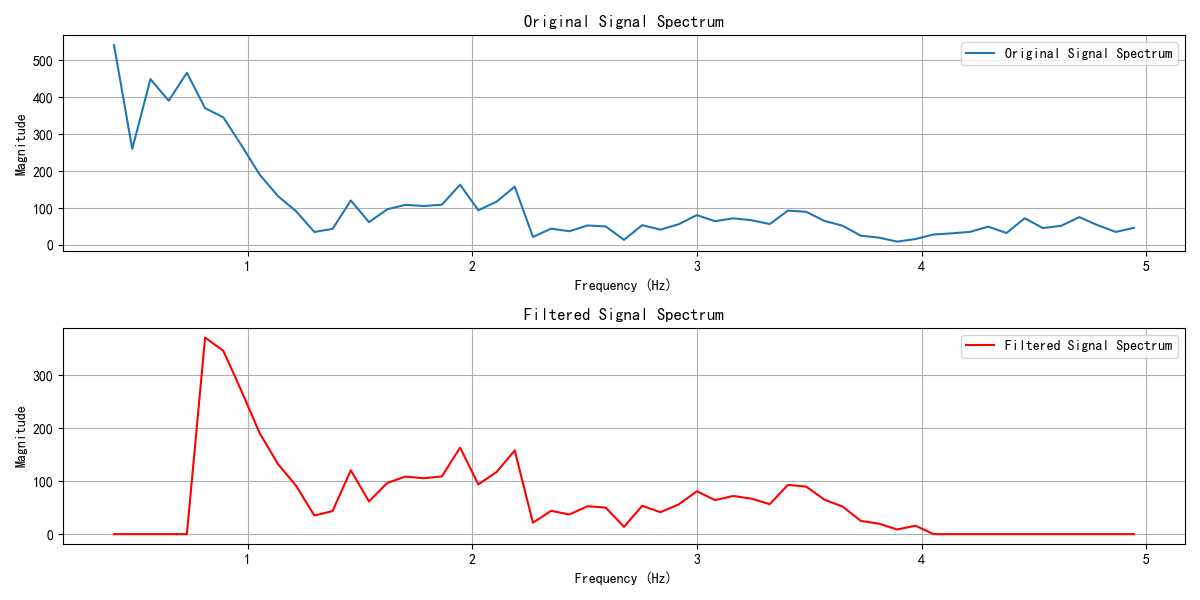 Original Signal Spectrum
Original Signal Spectrum
Magnitude
500
400
300
200
100
0
1 2 3 4 5
Frequency (Hz)
Filtered Signal Spectrum
Filtered Signal Spectrum
Magnitude
300
200
100
0
1 2 3 4 5
Frequency (Hz)